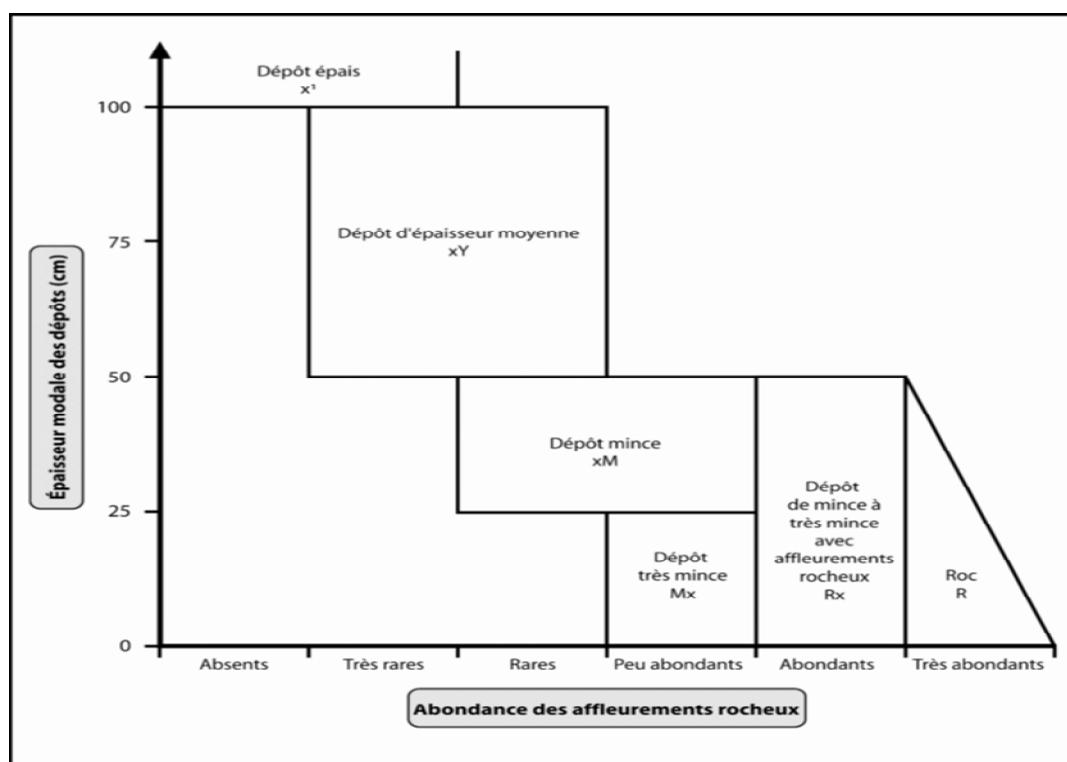 Dépôt épais
x¹
100
Dépôt d'épaisseur moyenne
xY
75
Épaisseur modale des dépôts (cm)
50
Dépôt mince
xM
25
Dépôt
très mince
Mx
Dépôt
de mince à
très mince
avec
affleurements
rocheux
Rx
Roc
R
0
Absents
Très rares
Rares
Peu abondants
Abondants
Très abondants
Abondance des affleurements rocheux